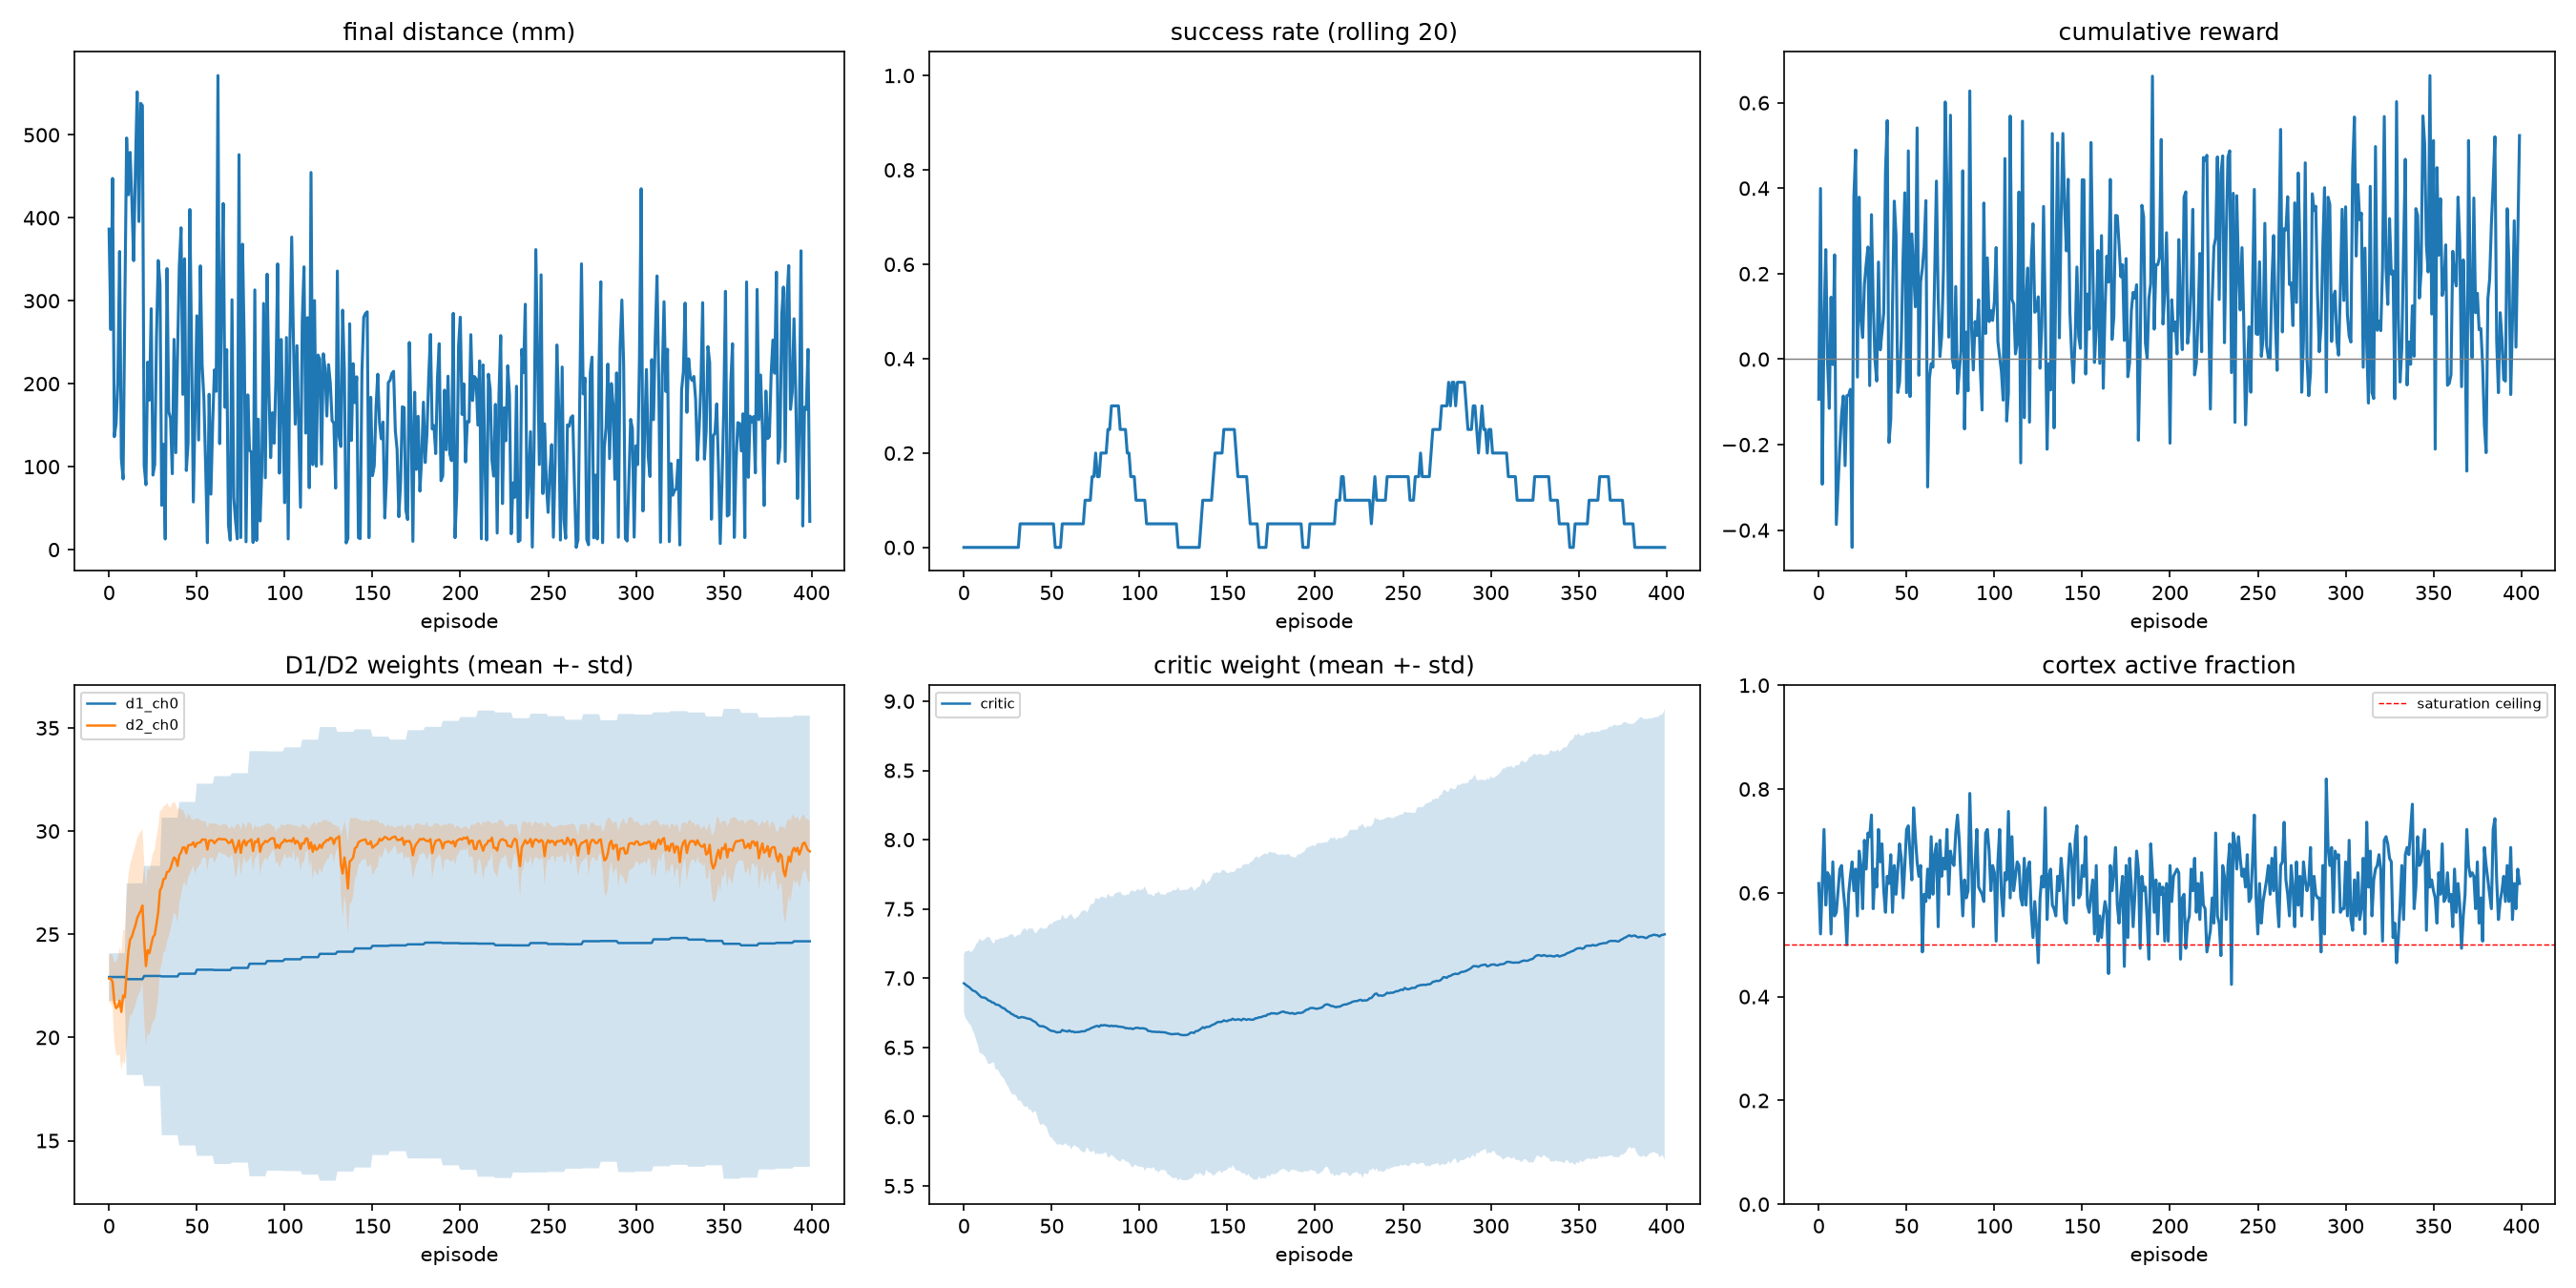 final distance (mm)
500
400
300
200
100
0
0 50 100 150 200 250 300 350 400
episode
success rate (rolling 20)
1.0
0.8
0.6
0.4
0.2
0.0
0 50 100 150 200 250 300 350 400
episode
cumulative reward
0.6
0.4
0.2
0.0
−0.2
−0.4
0 50 100 150 200 250 300 350 400
episode
D1/D2 weights (mean +- std)
d1_ch0
d2_ch0
35
30
25
20
15
0 50 100 150 200 250 300 350 400
episode
critic weight (mean +- std)
critic
9.0
8.5
8.0
7.5
7.0
6.5
6.0
5.5
0 50 100 150 200 250 300 350 400
episode
cortex active fraction
saturation ceiling
1.0
0.8
0.6
0.4
0.2
0.0
0 50 100 150 200 250 300 350 400
episode